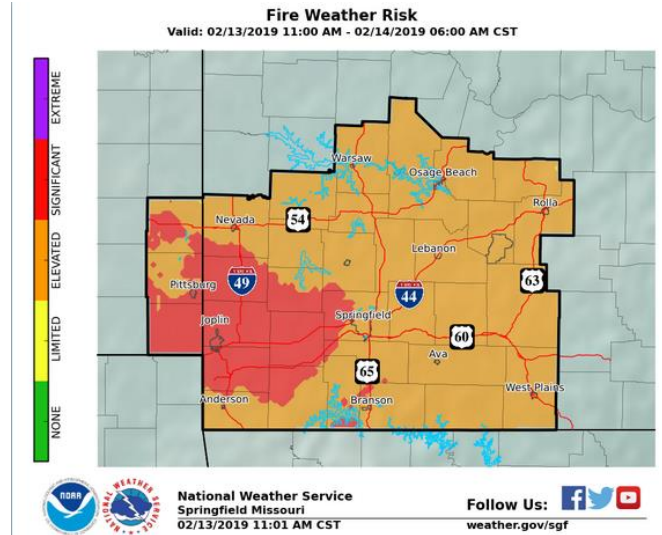 Fire Weather Risk
Valid: 02/13/2019 11:00 AM - 02/14/2019 06:00 AM CST
EXTREME
SIGNIFICANT
ELEVATED
LIMITED
NONE
Warsaw
Osage Beach
Rolla
Nevada
54
Lebanon
63
Pittsburg
49
44
Joplin
Springfield
60
Ava
65
Anderson
Branson
West Plains
NOAA
National Weather Service
Springfield Missouri
02/13/2019 11:01 AM CST
Follow Us:
weather.gov/sgf